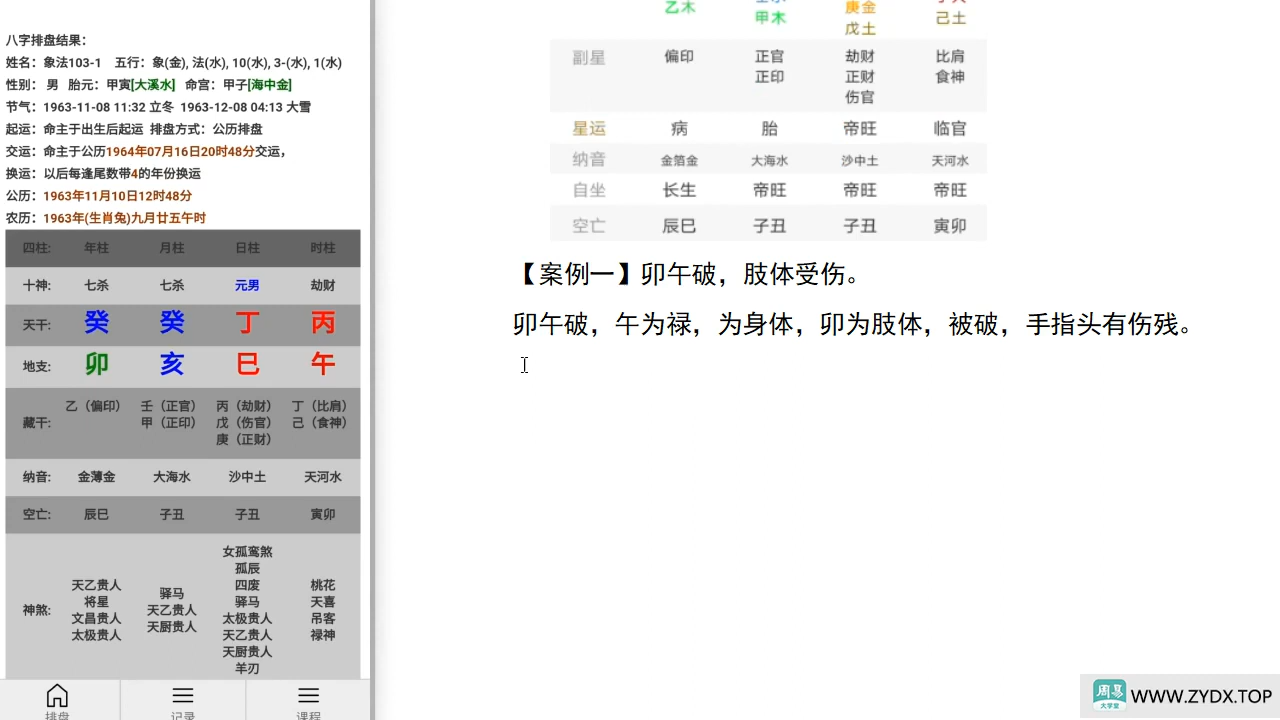 八字排盘结果：
姓名：象法103-1 五行：象(金), 法(水), 10(水), 3-(水), 1(水)
性别： 男 胎元：甲寅[大溪水] 命宫：甲子[海中金]
节气：1963-11-08 11:32 立冬 1963-12-08 04:13 大雪
起运：命主于出生后起运 排盘方式：公历排盘
交运：命主于公历1964年07月16日20时48分交运，
换运：以后每逢尾数带4的年份换运
公历：1963年11月10日12时48分
农历：1963年(生肖兔)九月廿五午时
四柱: 年柱 月柱 日柱 时柱
十神: 七杀 七杀 元男 劫财
天干: 癸 癸 丁 丙
地支: 卯 亥 巳 午
藏干:
乙（偏印） 壬（正官） 丙（劫财） 丁（比肩）
甲（正印） 戊（伤官） 己（食神）
庚（正财）
纳音: 金薄金 大海水 沙中土 天河水
空亡: 辰巳 子丑 子丑 寅卯
神煞:
天乙贵人
将星
文昌贵人
太极贵人
驿马
天乙贵人
天厨贵人
女孤鸾煞
孤辰
四废
驿马
太极贵人
天乙贵人
天厨贵人
羊刃
桃花
天喜
吊客
禄神
排盘 记录 课程
乙木 甲木 庚金 己土
戊土
副星 偏印 正官 劫财 比肩
正印 正财 食神
伤官
星运 病 胎 帝旺 临官
纳音 金箔金 大海水 沙中土 天河水
自坐 长生 帝旺 帝旺 帝旺
空亡 辰巳 子丑 子丑 寅卯
【案例一】卯午破，肢体受伤。
卯午破，午为禄，为身体，卯为肢体，被破，手指头有伤残。
周易
大学堂
WWW.ZYDX.TOP